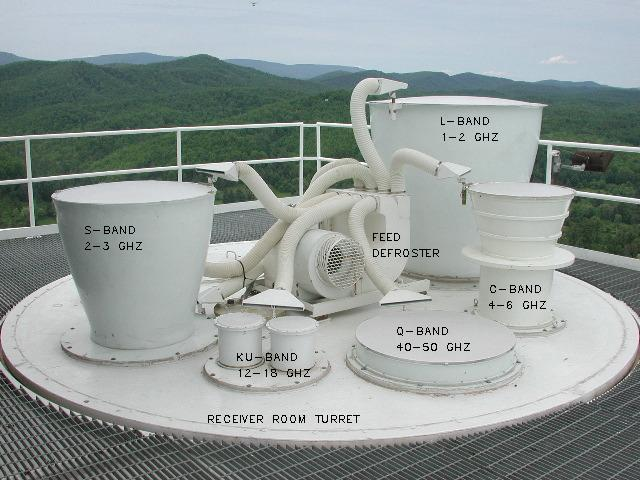 L-BAND
1-2 GHZ
S-BAND
2-3 GHZ
FEED
DEFROSTER
C-BAND
4-6 GHZ
Q-BAND
40-50 GHZ
KU-BAND
12-18 GHZ
RECEIVER ROOM TURRET